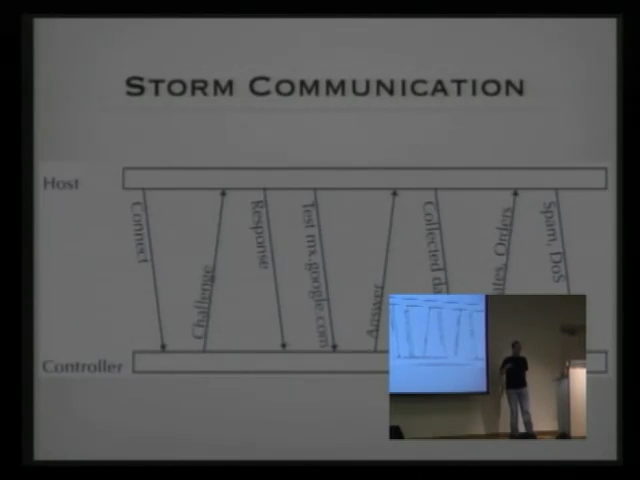 STORM COMMUNICATION
Host
Connect
Challenge
Response
Test mx.google.com
Answer
Collected
Orders
Spam, DoS
Controller